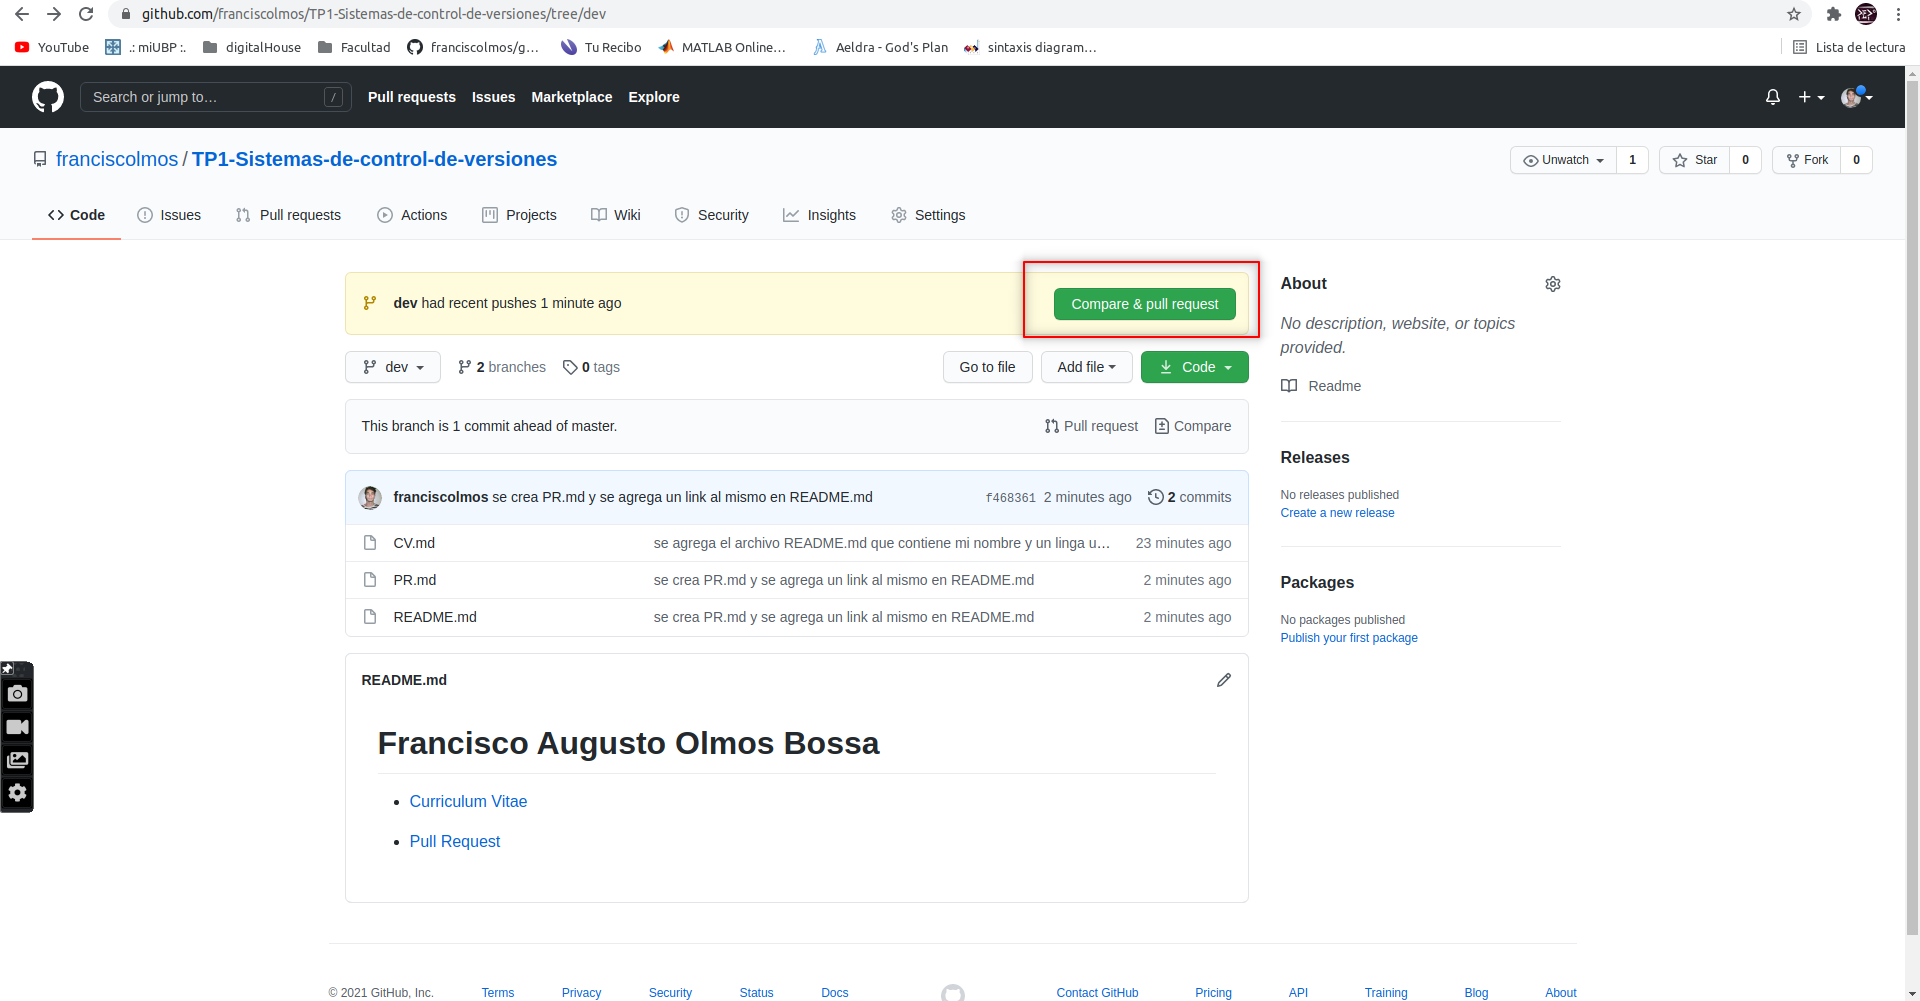 github.com/franciscolmos/TP1-Sistemas-de-control-de-versiones/tree/dev
YouTube .: miUBP :. digitalHouse Facultad franciscolmos/g... Tu Recibo MATLAB Online... Aeldra - God's Plan sintaxis diagram... Lista de lectura
Search or jump to... / Pull requests Issues Marketplace Explore
franciscolmos / TP1-Sistemas-de-control-de-versiones
Unwatch 1 Star 0 Fork 0
Code Issues Pull requests Actions Projects Wiki Security Insights Settings
dev had recent pushes 1 minute ago Compare & pull request
dev 2 branches 0 tags Go to file Add file Code
This branch is 1 commit ahead of master. Pull request Compare
franciscolmos se crea PR.md y se agrega un link al mismo en README.md f468361 2 minutes ago 2 commits
CV.md se agrega el archivo README.md que contiene mi nombre y un linga u... 23 minutes ago
PR.md se crea PR.md y se agrega un link al mismo en README.md 2 minutes ago
README.md se crea PR.md y se agrega un link al mismo en README.md 2 minutes ago
README.md
Francisco Augusto Olmos Bossa
Curriculum Vitae
Pull Request
About
No description, website, or topics
provided.
Readme
Releases
No releases published
Create a new release
Packages
No packages published
Publish your first package
© 2021 GitHub, Inc. Terms Privacy Security Status Docs Contact GitHub Pricing API Training Blog About